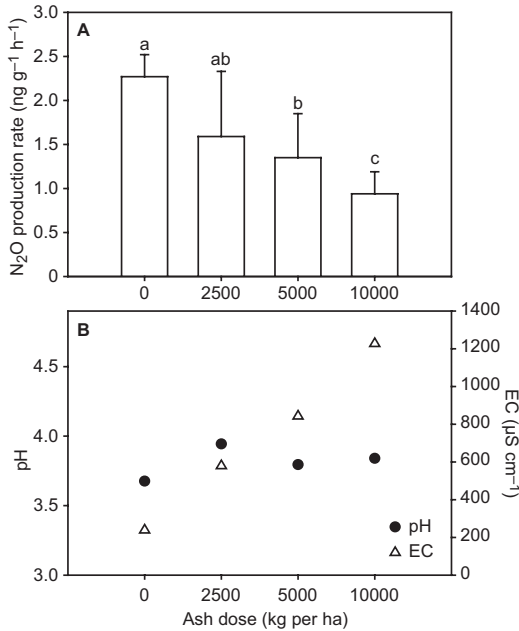 A
N₂O production rate (ng g⁻¹ h⁻¹)
3.0
2.5
2.0
1.5
1.0
0.5
0
a
ab
b
c
0 2500 5000 10000
B
pH
4.5
4.0
3.5
3.0
1400
1200
1000
800
600
400
200
0
EC (µS cm⁻¹)
pH
EC
0 2500 5000 10000
Ash dose (kg per ha)